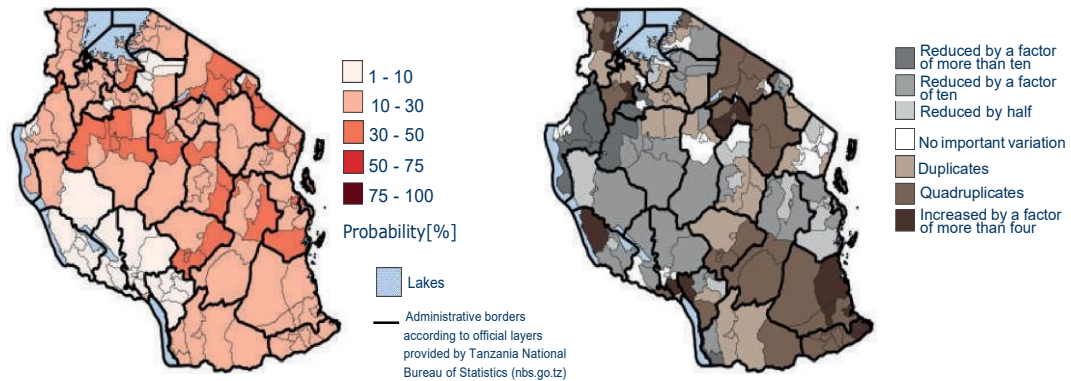 1 - 10
10 - 30
30 - 50
50 - 75
75 - 100
Probability[%]
Lakes
Administrative borders
according to official layers
provided by Tanzania National
Bureau of Statistics (nbs.go.tz)
Reduced by a factor
of more than ten
Reduced by a factor
of ten
Reduced by half
No important variation
Duplicates
Quadruplicates
Increased by a factor
of more than four